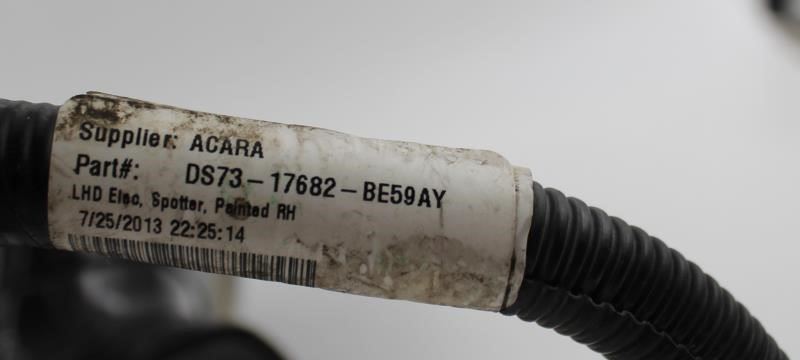 Supplier: ACARA
Part#: DS73-17682-BE59AY
LHD Elec, Spotter, Painted RH
7/25/2013 22:25:14